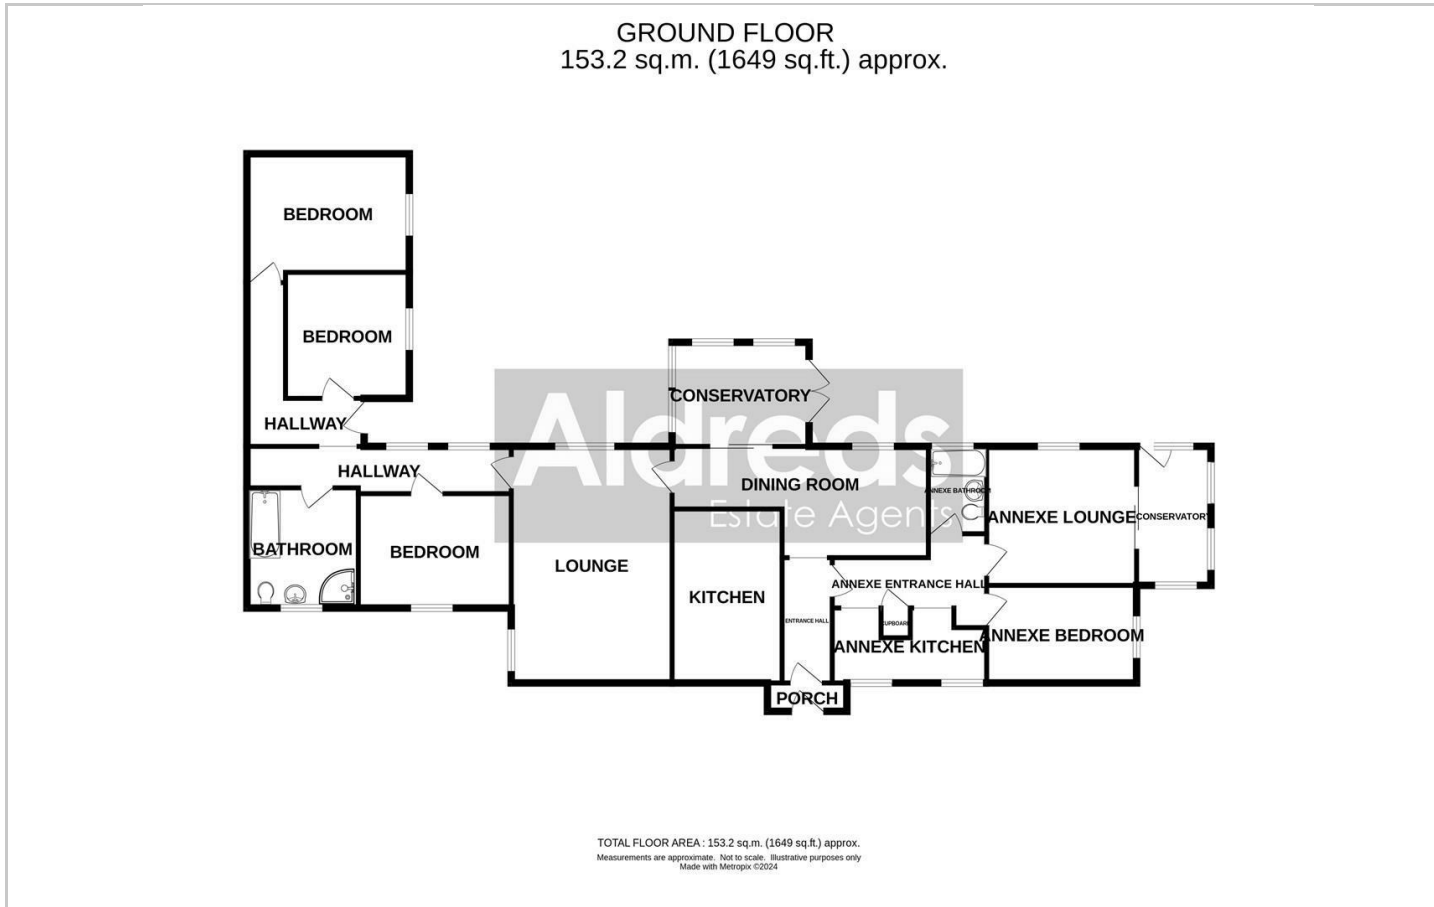 GROUND FLOOR
153.2 sq.m. (1649 sq.ft.) approx.
BEDROOM
BEDROOM
HALLWAY
HALLWAY
BATHROOM
BEDROOM
LOUNGE
CONSERVATORY
Aldreds
Estate Agents
DINING ROOM
KITCHEN
ENTRANCE HALL
PORCH
ANNEXE BATHROOM
ANNEXE LOUNGE
CONSERVATORY
ANNEXE ENTRANCE HALL
CUPBOARD
ANNEXE KITCHEN
ANNEXE BEDROOM
TOTAL FLOOR AREA : 153.2 sq.m. (1649 sq.ft.) approx.
Measurements are approximate. Not to scale. Illustrative purposes only
Made with Metropix ©2024